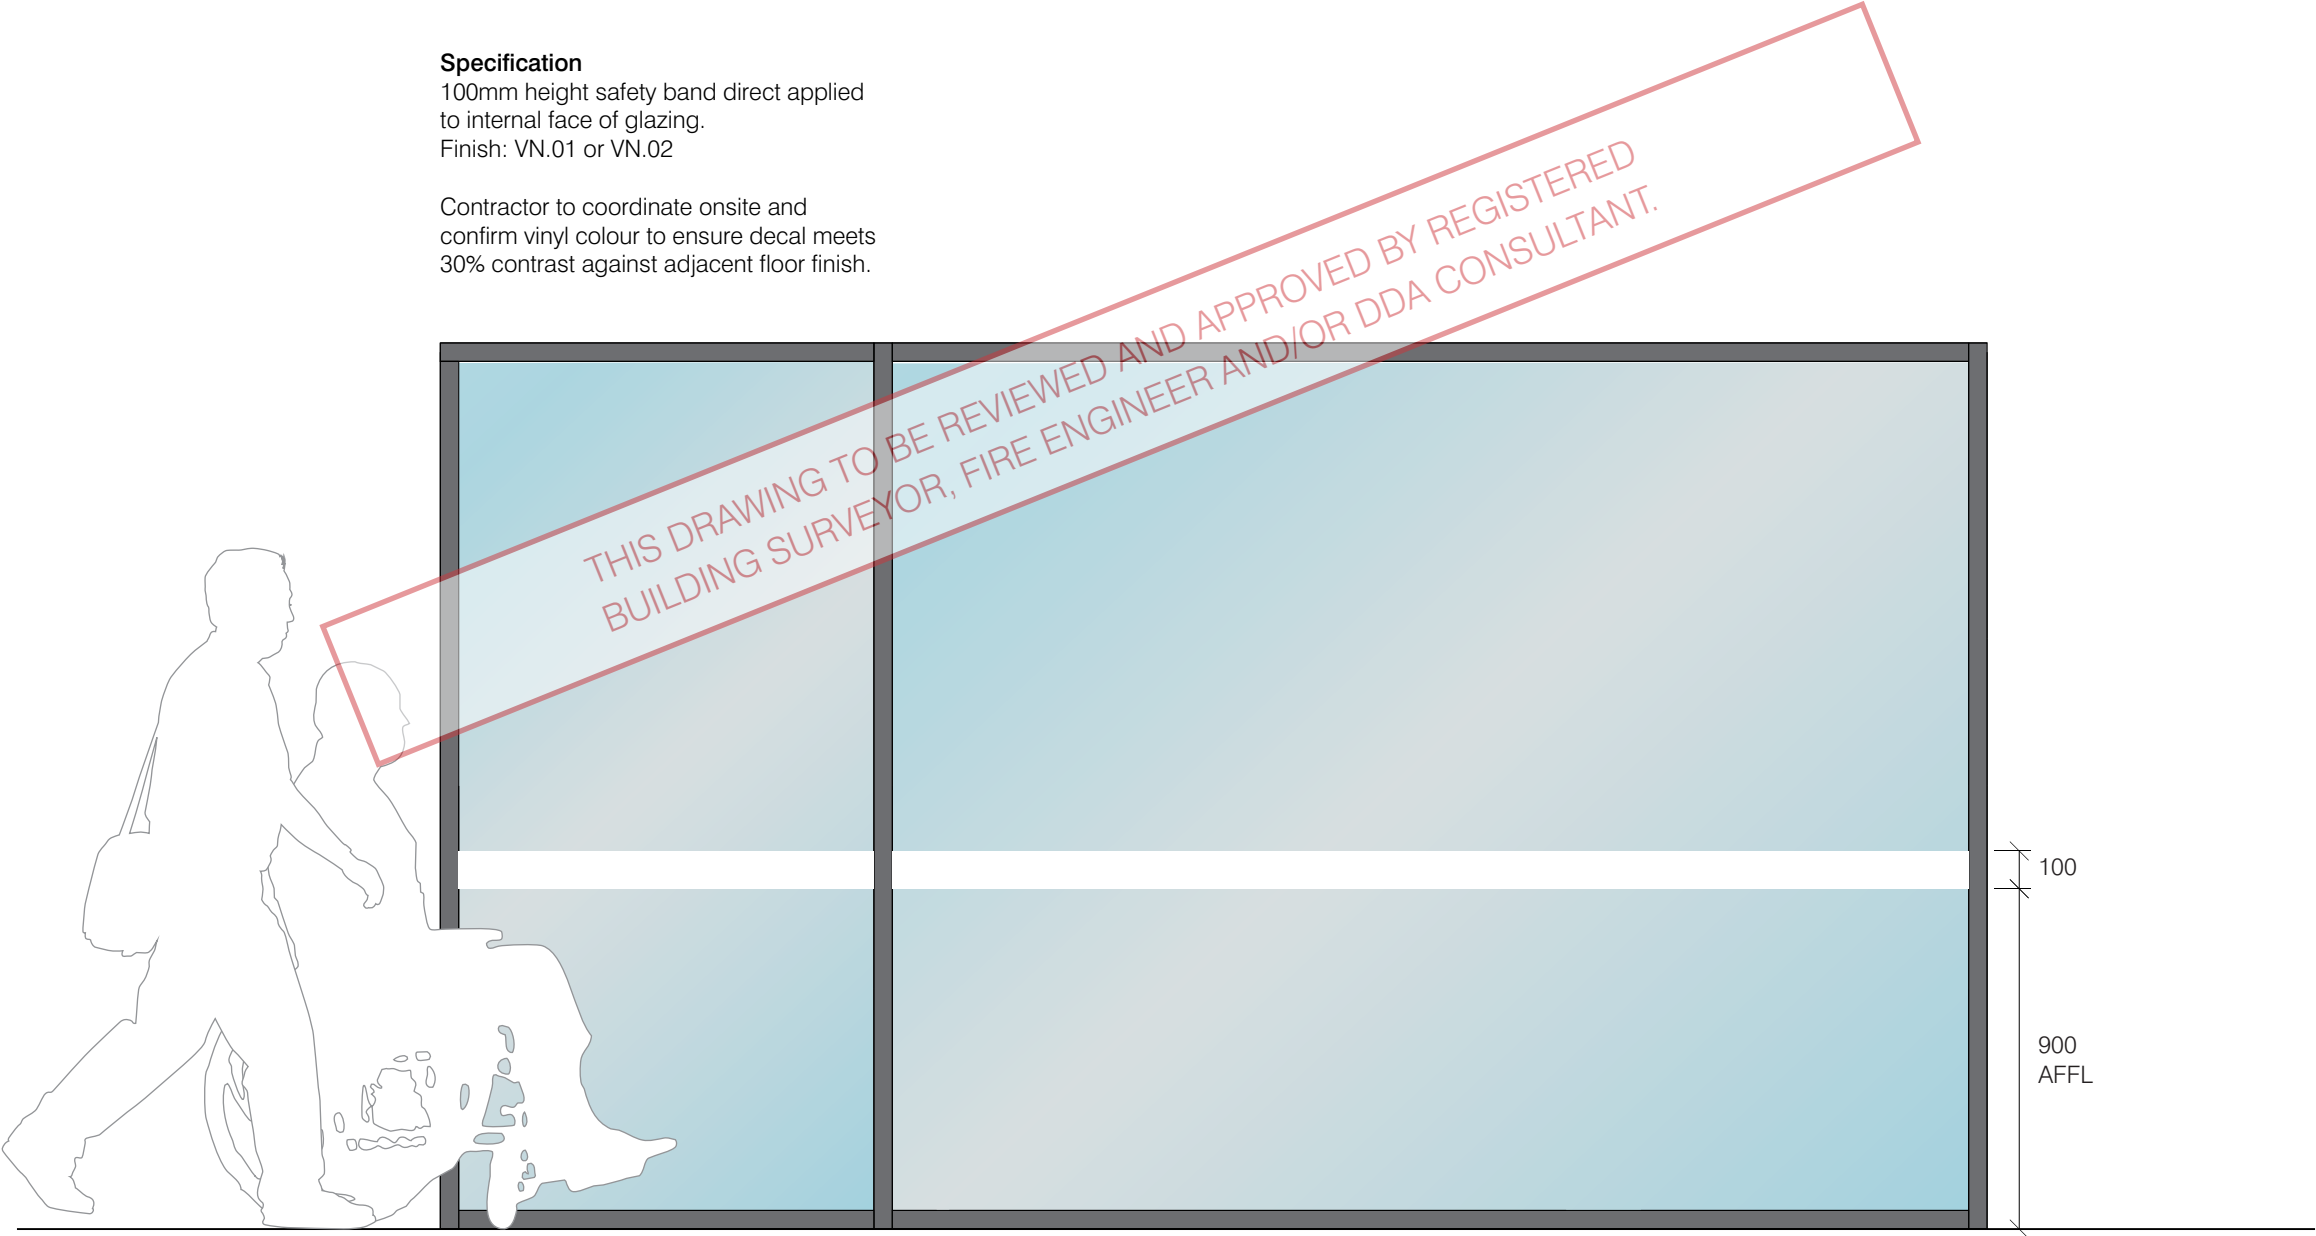 Specification
100mm height safety band direct applied
to internal face of glazing.
Finish: VN.01 or VN.02
Contractor to coordinate onsite and
confirm vinyl colour to ensure decal meets
30% contrast against adjacent floor finish.
THIS DRAWING TO BE REVIEWED AND APPROVED BY REGISTERED
BUILDING SURVEYOR, FIRE ENGINEER AND/OR DDA CONSULTANT.
100
900
AFFL